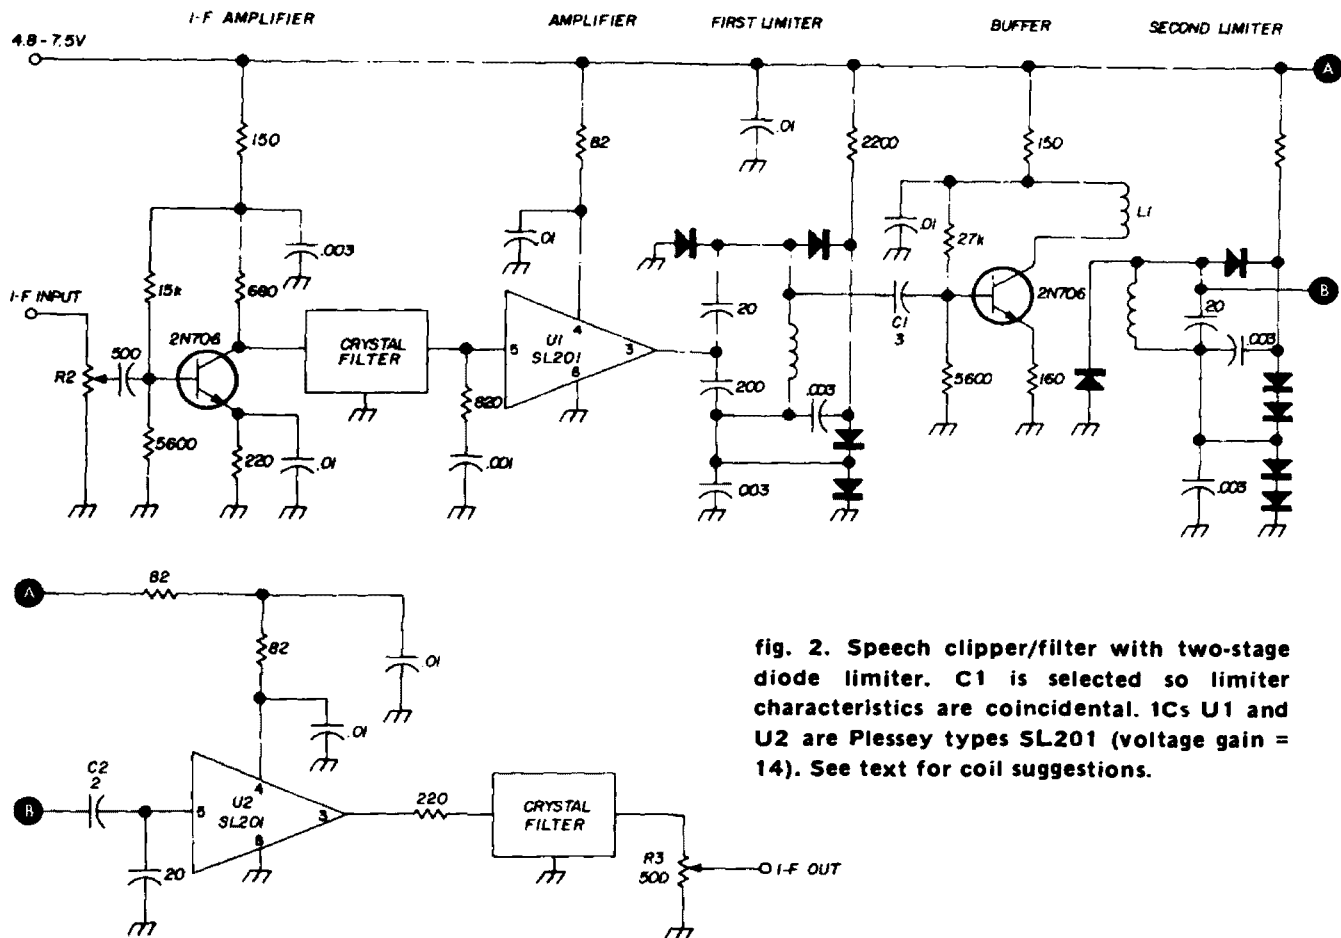 I-F AMPLIFIER
AMPLIFIER
FIRST LIMITER
BUFFER
SECOND LIMITER
4.8 - 7.5V
A
150
82
.01
2200
150
.003
.01
.01
27k
L1
15k
680
I-F INPUT
2N706
500
R2
CRYSTAL
FILTER
5
4
U1
SL201
3
6
20
C1
3
2N706
B
20
.003
5600
220
.01
820
.001
200
.003
.003
5600
160
.003
A
82
82
.01
.01
B
C2
2
5
4
U2
SL201
3
8
20
220
CRYSTAL
FILTER
R3
500
I-F OUT
fig. 2. Speech clipper/filter with two-stage
diode limiter. C1 is selected so limiter
characteristics are coincidental. ICs U1 and
U2 are Plessey types SL201 (voltage gain =
14). See text for coil suggestions.